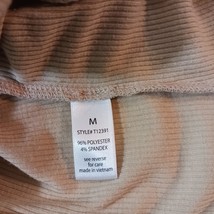 M
STYLE# T12391
96% POLYESTER
4% SPANDEX
see reverse
for care
made in vietnam